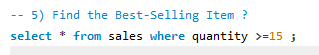 -- 5) Find the Best-Selling Item ?
select * from sales where quantity >=15 ;